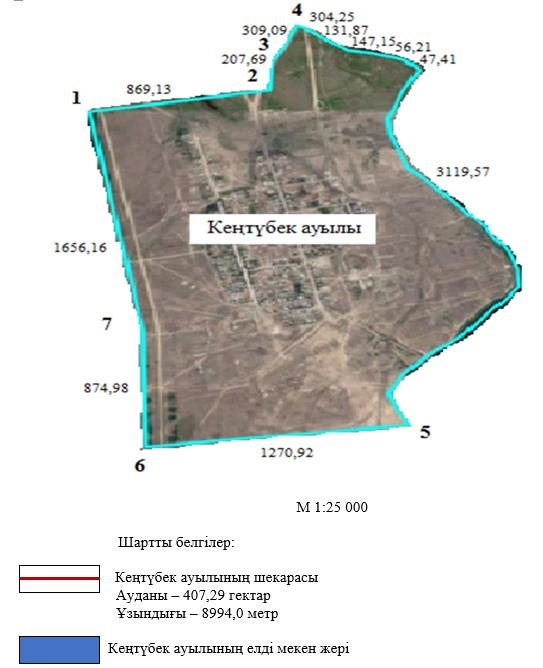 4
304,25
309,09
131,87
3
147,15
56,21
207,69
47,41
2
1
869,13
3119,57
Кеңтүбек ауылы
1656,16
7
874,98
5
1270,92
6
М 1:25 000
Шартты белгілер:
Кеңтүбек ауылының шекарасы
Ауданы – 407,29 гектар
Ұзындығы – 8994,0 метр
Кеңтүбек ауылының елді мекен жері